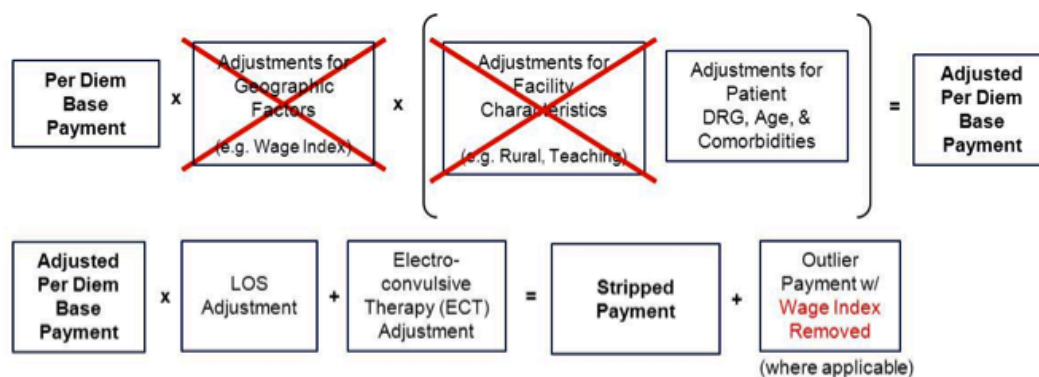 Per Diem
Base
Payment
x
Adjustments for
Geographic
Factors
(e.g. Wage Index)
x
Adjustments for
Facility
Characteristics
(e.g. Rural, Teaching)
Adjustments for
Patient
DRG, Age, &
Comorbidities
=
Adjusted
Per Diem
Base
Payment
Adjusted
Per Diem
Base
Payment
x
LOS
Adjustment
+
Electro-
convulsive
Therapy (ECT)
Adjustment
=
Stripped
Payment
+
Outlier
Payment w/
Wage Index
Removed
(where applicable)